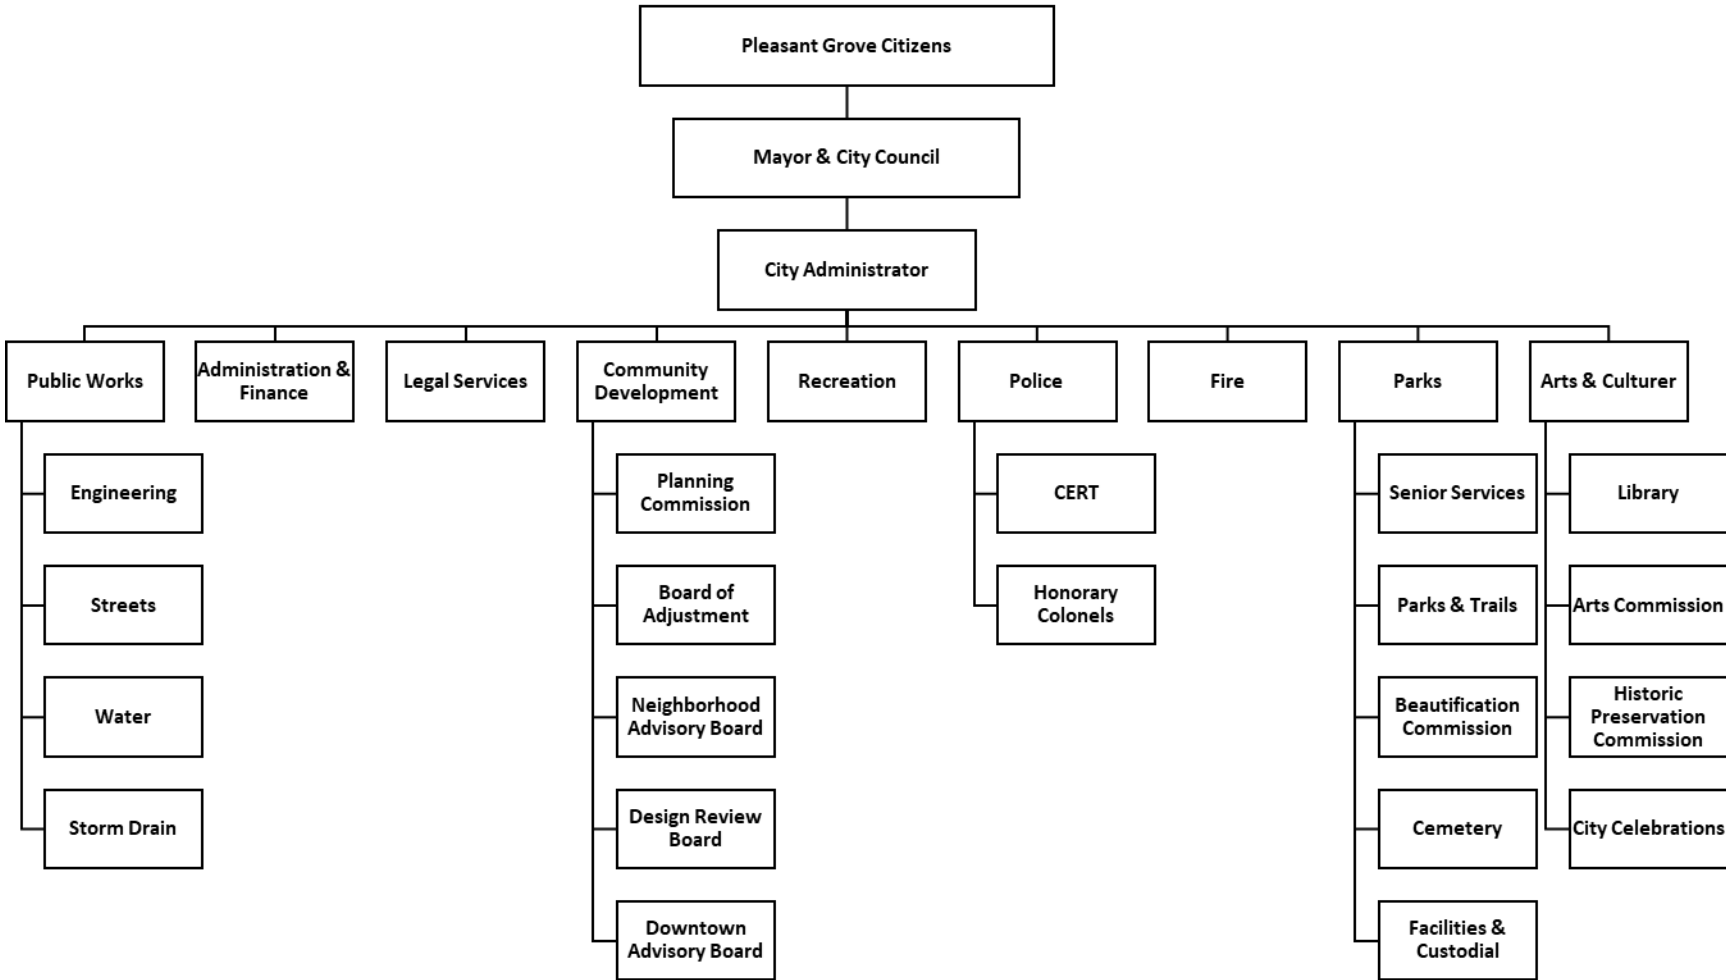 Pleasant Grove Citizens
Mayor & City Council
City Administrator
Public Works
Administration &
Finance
Legal Services
Community
Development
Recreation
Police
Fire
Parks
Arts & Culturer
Engineering
Streets
Water
Storm Drain
Planning
Commission
Board of
Adjustment
Neighborhood
Advisory Board
Design Review
Board
Downtown
Advisory Board
CERT
Honorary
Colonels
Senior Services
Parks & Trails
Beautification
Commission
Cemetery
Facilities &
Custodial
Library
Arts Commission
Historic
Preservation
Commission
City Celebrations